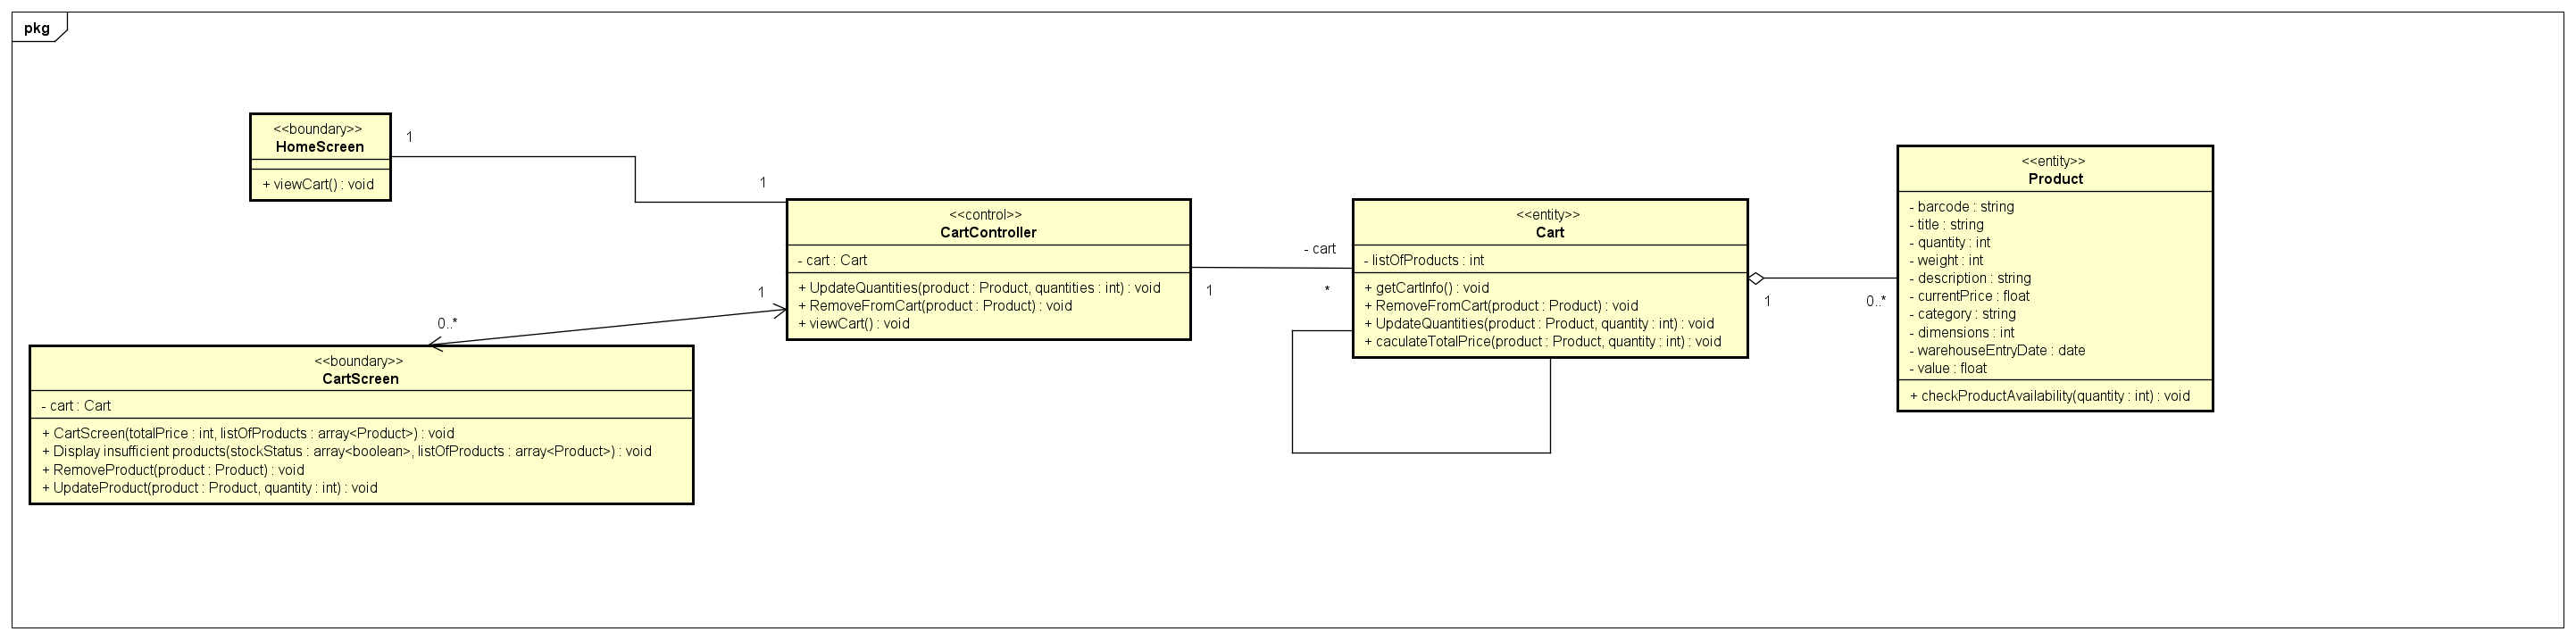 pkg
<<boundary>>
HomeScreen
+ viewCart() : void
1
1
<<control>>
CartController
- cart : Cart
+ UpdateQuantities(product : Product, quantities : int) : void
+ RemoveFromCart(product : Product) : void
+ viewCart() : void
1
0..*
<<boundary>>
CartScreen
- cart : Cart
+ CartScreen(totalPrice : int, listOfProducts : array<Product>) : void
+ Display insufficient products(stockStatus : array<boolean>, listOfProducts : array<Product>) : void
+ RemoveProduct(product : Product) : void
+ UpdateProduct(product : Product, quantity : int) : void
- cart
1
*
<<entity>>
Cart
- listOfProducts : int
+ getCartInfo() : void
+ RemoveFromCart(product : Product) : void
+ UpdateQuantities(product : Product, quantity : int) : void
+ caculateTotalPrice(product : Product, quantity : int) : void
1
0..*
<<entity>>
Product
- barcode : string
- title : string
- quantity : int
- weight : int
- description : string
- currentPrice : float
- category : string
- dimensions : int
- warehouseEntryDate : date
- value : float
+ checkProductAvailability(quantity : int) : void